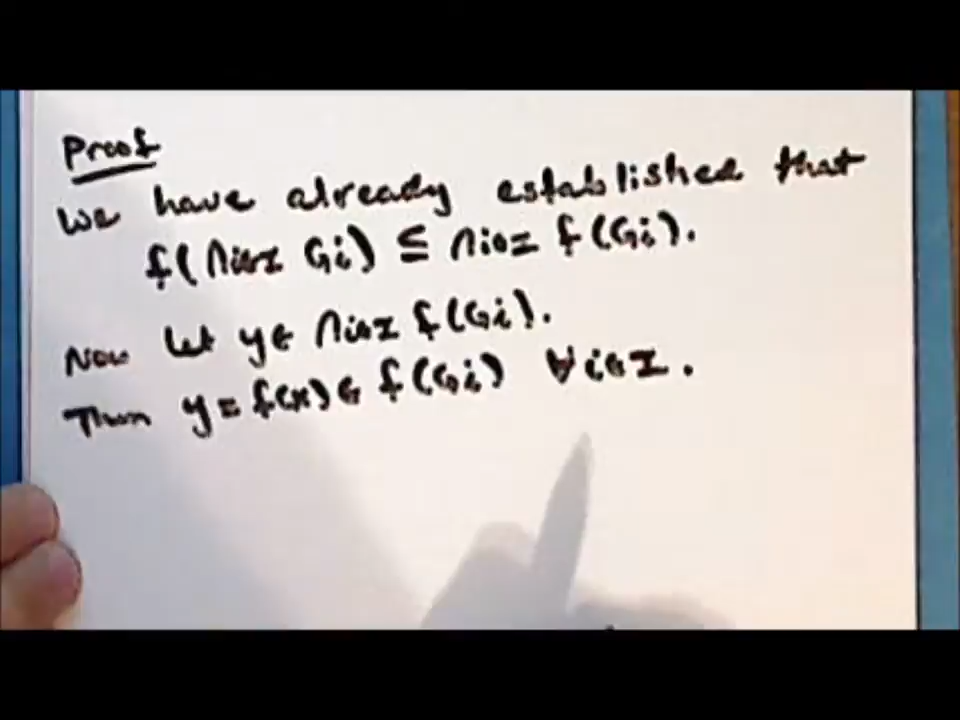 Proof
We have already established that
f(∩i∈I Gi) ⊆ ∩i∈I f(Gi).
Now let y∈ ∩i∈I f(Gi).
Then y = f(x) ∈ f(Gi) ∀i∈I.